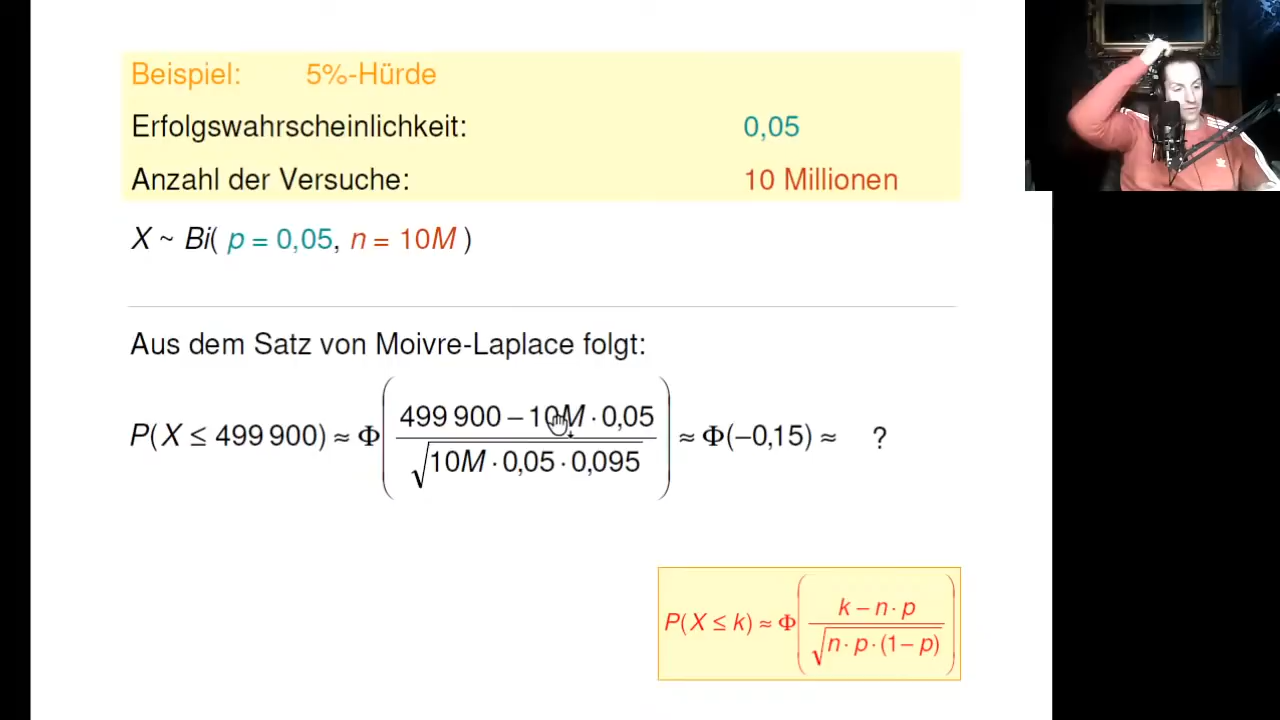 Beispiel: 5%-Hürde
Erfolgswahrscheinlichkeit: 0,05
Anzahl der Versuche: 10 Millionen
X ~ Bi( p = 0,05, n = 10M )
Aus dem Satz von Moivre-Laplace folgt:
P( X ≤ 499 900) ≈ Φ( (499 900 – 10M · 0,05) / √(10M · 0,05 · 0,095) ) ≈ Φ(–0,15) ≈ ?
P( X ≤ k) ≈ Φ( (k – n · p) / √(n · p · (1 – p)) )